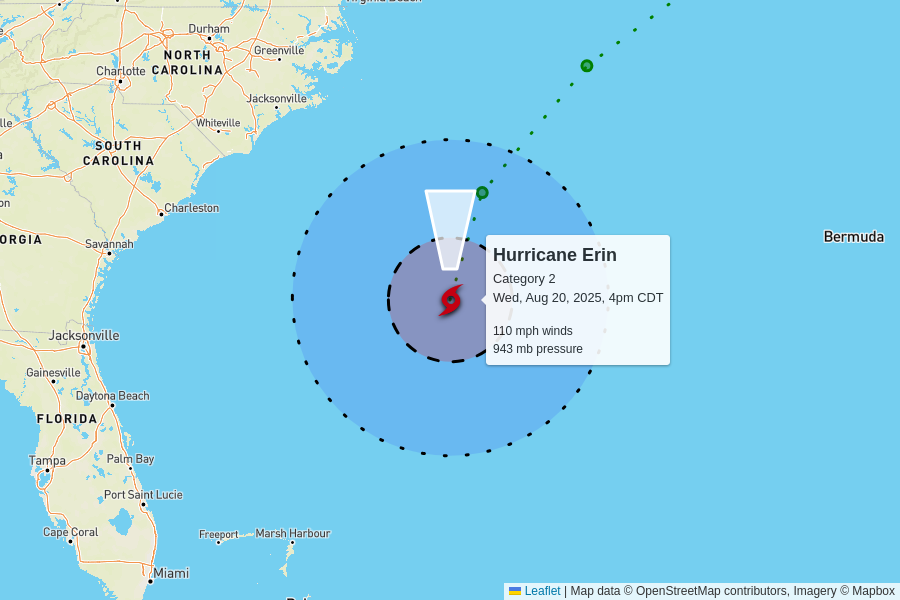 Virginia Beach
Durham
NORTH
CAROLINA
Greenville
Charlotte
Jacksonville
Whiteville
SOUTH
CAROLINA
Charleston
ORGIA
Savannah
Bermuda
Hurricane Erin
Category 2
Wed, Aug 20, 2025, 4pm CDT
110 mph winds
943 mb pressure
Jacksonville
Gainesville
Daytona Beach
FLORIDA
Tampa
Palm Bay
Port Saint Lucie
Cape Coral
Freeport
Marsh Harbour
Miami
Leaflet | Map data © OpenStreetMap contributors, Imagery © Mapbox